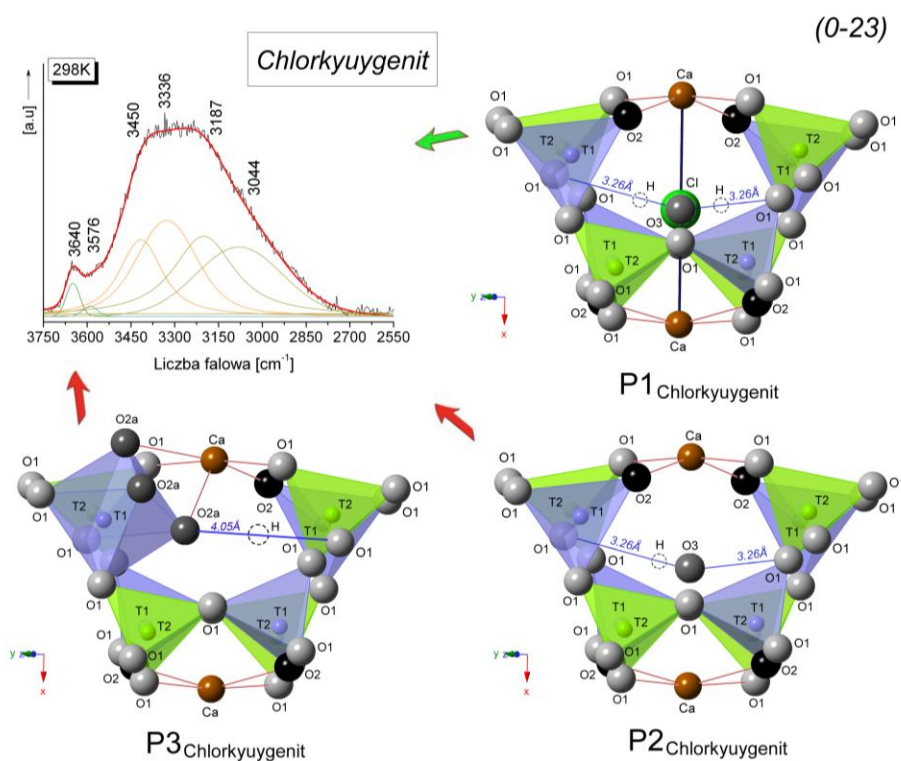 (0-23)
Chlorkyuygenit
298K
[a.u]
3640
3576
3450
3336
3187
3044
3750 3600 3450 3300 3150 3000 2850 2700 2550
Liczba falowa [cm⁻¹]
O1 Ca O1
O1 O2 O2 O1
O1 T2 T1 T2 O1
T1
O1 3.26Å H Cl H 3.26Å O1
O1 O3 O1
O1 O1
T1 T2 O1 T1 T2
O1 O1
O2 O1 O2
O1 Ca O1
y z
x
P1Chlorkyuygenit
O2a
O1 Ca O1
O1 O2a O2 O1
O1 T2 T1 O2a T2 O1
T1
O1 4.05Å H O1
O1
O1 O1 O1
T1 T2 T1 T2
O1 O1
O2 O1 Ca O1 O2
y z
x
P3Chlorkyuygenit
O1 Ca O1
O1 O2 O2 O1
O1 T2 T1 T2 O1
T1
O1 3.26Å H O3 3.26Å O1
O1 O1
O1 O1 O1
T1 T2 T1 T2
O1 O1
O2 O1 Ca O1 O2
y z
x
P2Chlorkyuygenit